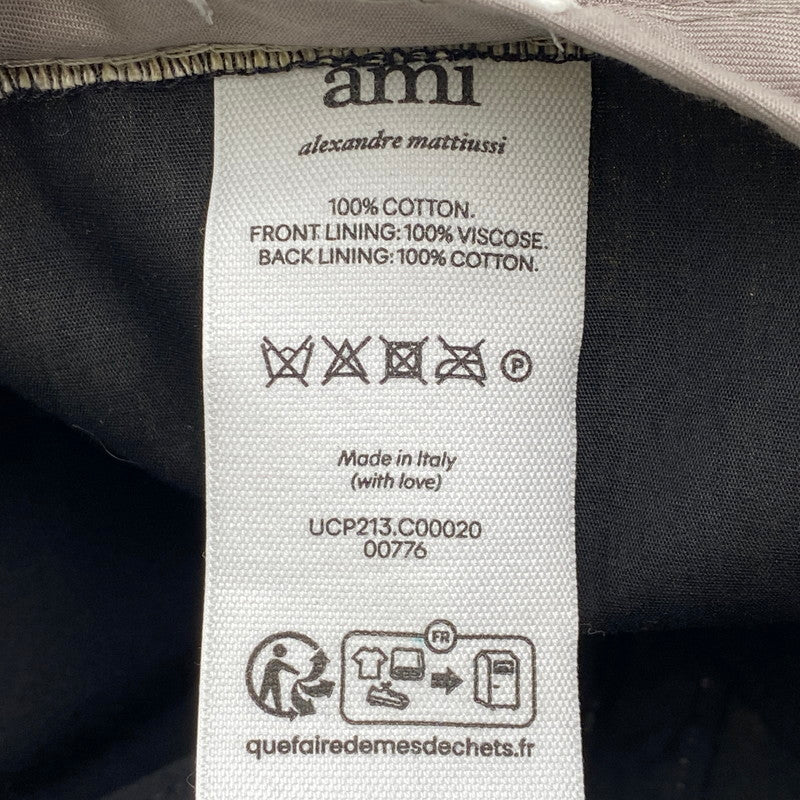 ami
alexandre mattiussi
100% COTTON.
FRONT LINING: 100% VISCOSE.
BACK LINING: 100% COTTON.
P
Made in Italy
(with love)
UCP213.C00020
00776
FR
quefairedemesdechets.fr